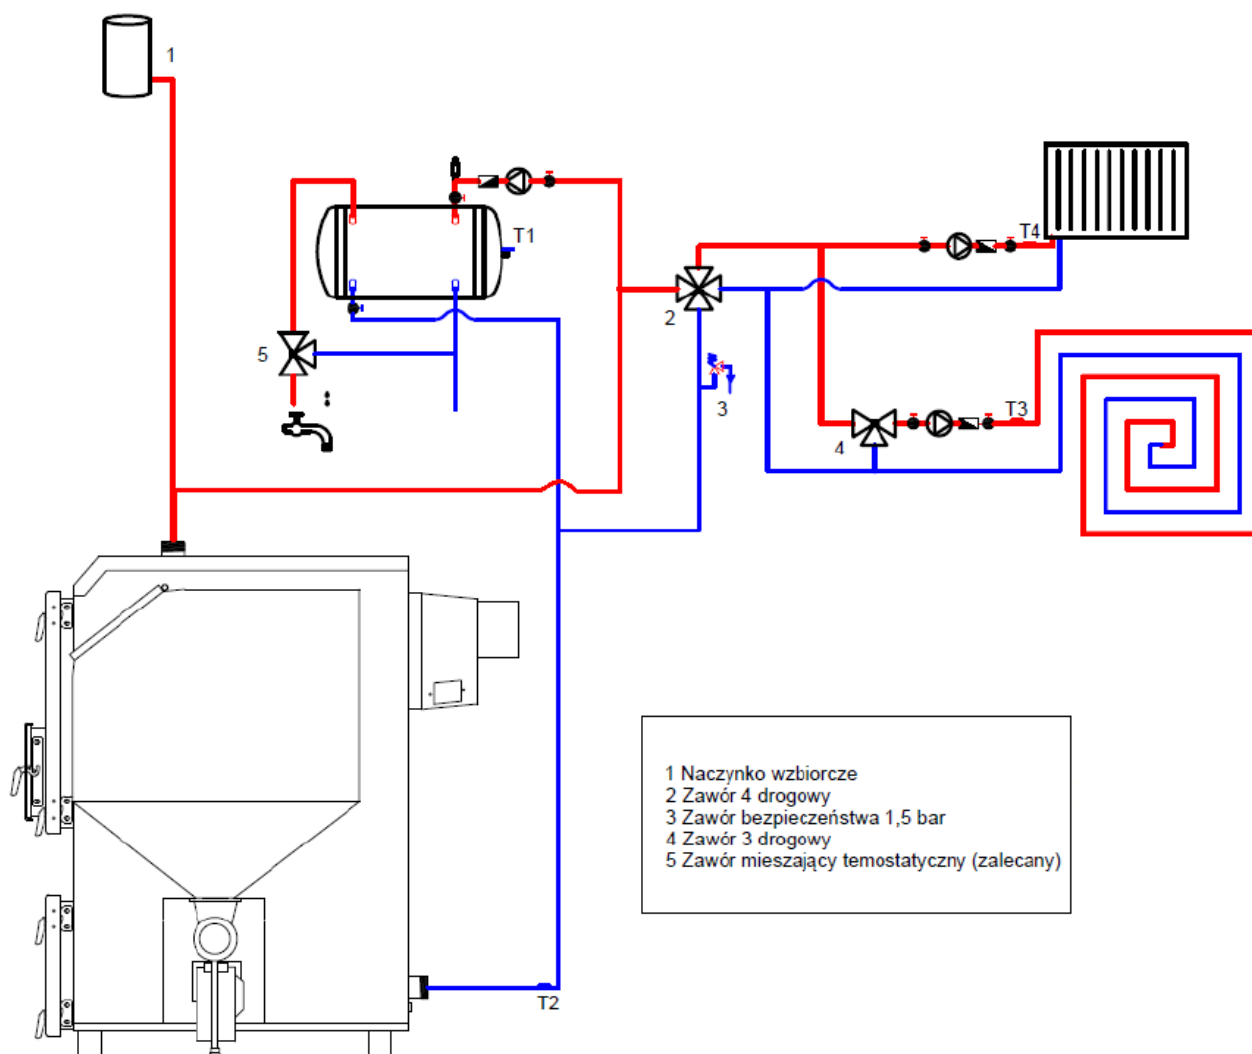 1
T1
T4
2
5
3
T3
4
1 Naczynko wzbiorcze
2 Zawór 4 drogowy
3 Zawór bezpieczeństwa 1,5 bar
4 Zawór 3 drogowy
5 Zawór mieszający temostatyczny (zalecany)
T2